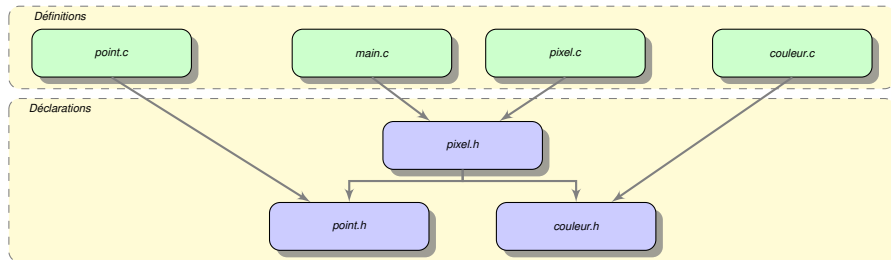 Définitions
point.c
main.c
pixel.c
couleur.c
Déclarations
pixel.h
point.h
couleur.h